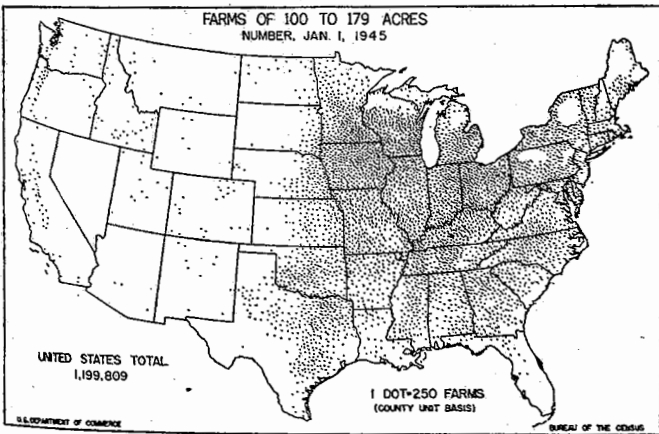 FARMS OF 100 TO 179 ACRES
NUMBER, JAN. 1, 1945
UNITED STATES TOTAL
1,199,809
1 DOT=250 FARMS
(COUNTY UNIT BASIS)
U.S. DEPARTMENT OF COMMERCE
BUREAU OF THE CENSUS